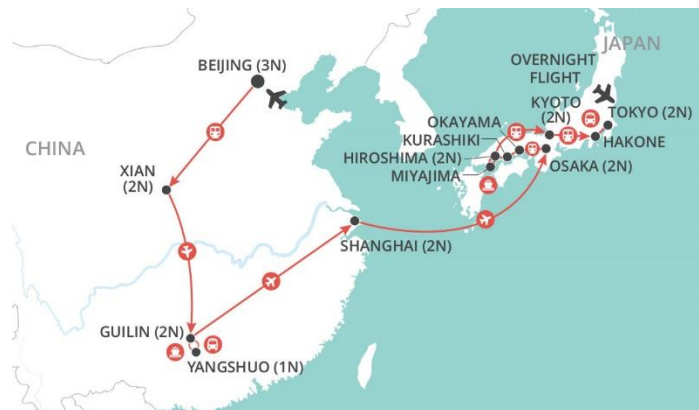 JAPAN
OVERNIGHT
FLIGHT
BEIJING (3N)
KYOTO
(2N)
TOKYO (2N)
OKAYAMA
KURASHIKI
HAKONE
CHINA
HIROSHIMA (2N)
OSAKA (2N)
XIAN
(2N)
MIYAJIMA
SHANGHAI (2N)
GUILIN (2N)
YANGSHUO (1N)